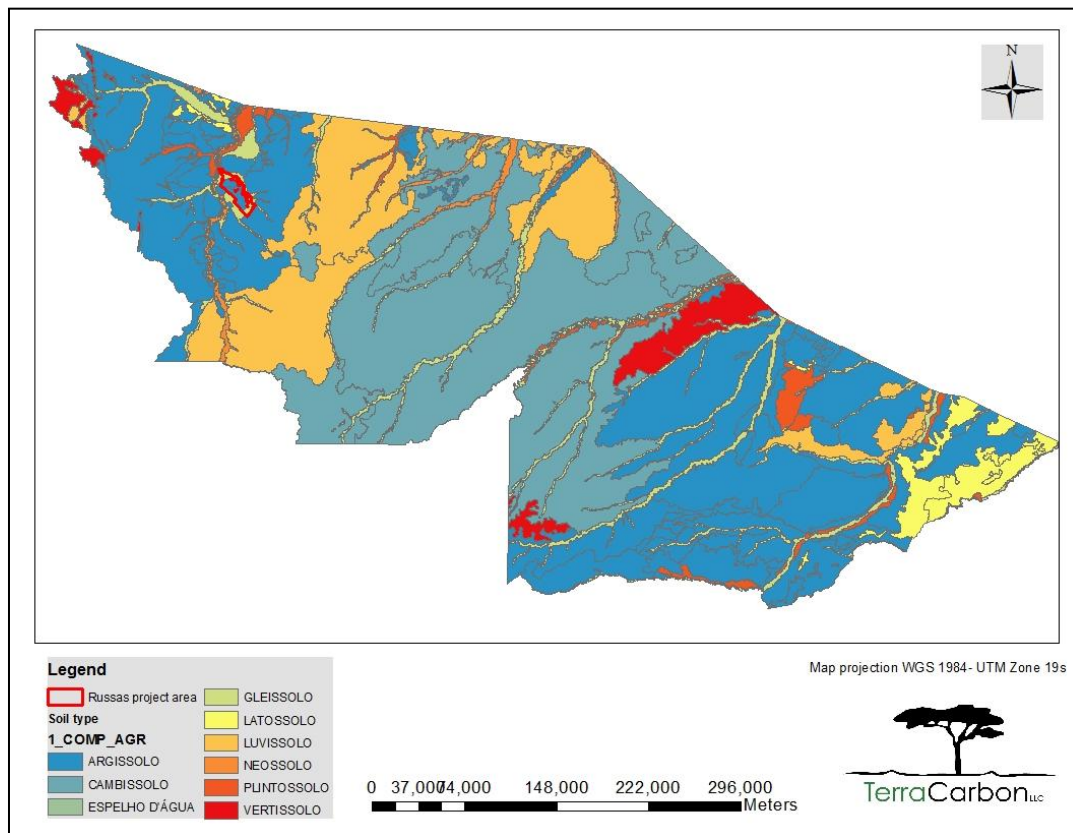 N
Legend
Russas project area
Soil type
1_COMP_AGR
ARGISSOLO
CAMBISSOLO
ESPELHO D'ÁGUA
GLEISSOLO
LATOSSOLO
LUVISSOLO
NEOSSOLO
PLINTOSSOLO
VERTISSOLO
0 37,000 74,000 148,000 222,000 296,000
Meters
Map projection WGS 1984- UTM Zone 19s
TerraCarbon LLC